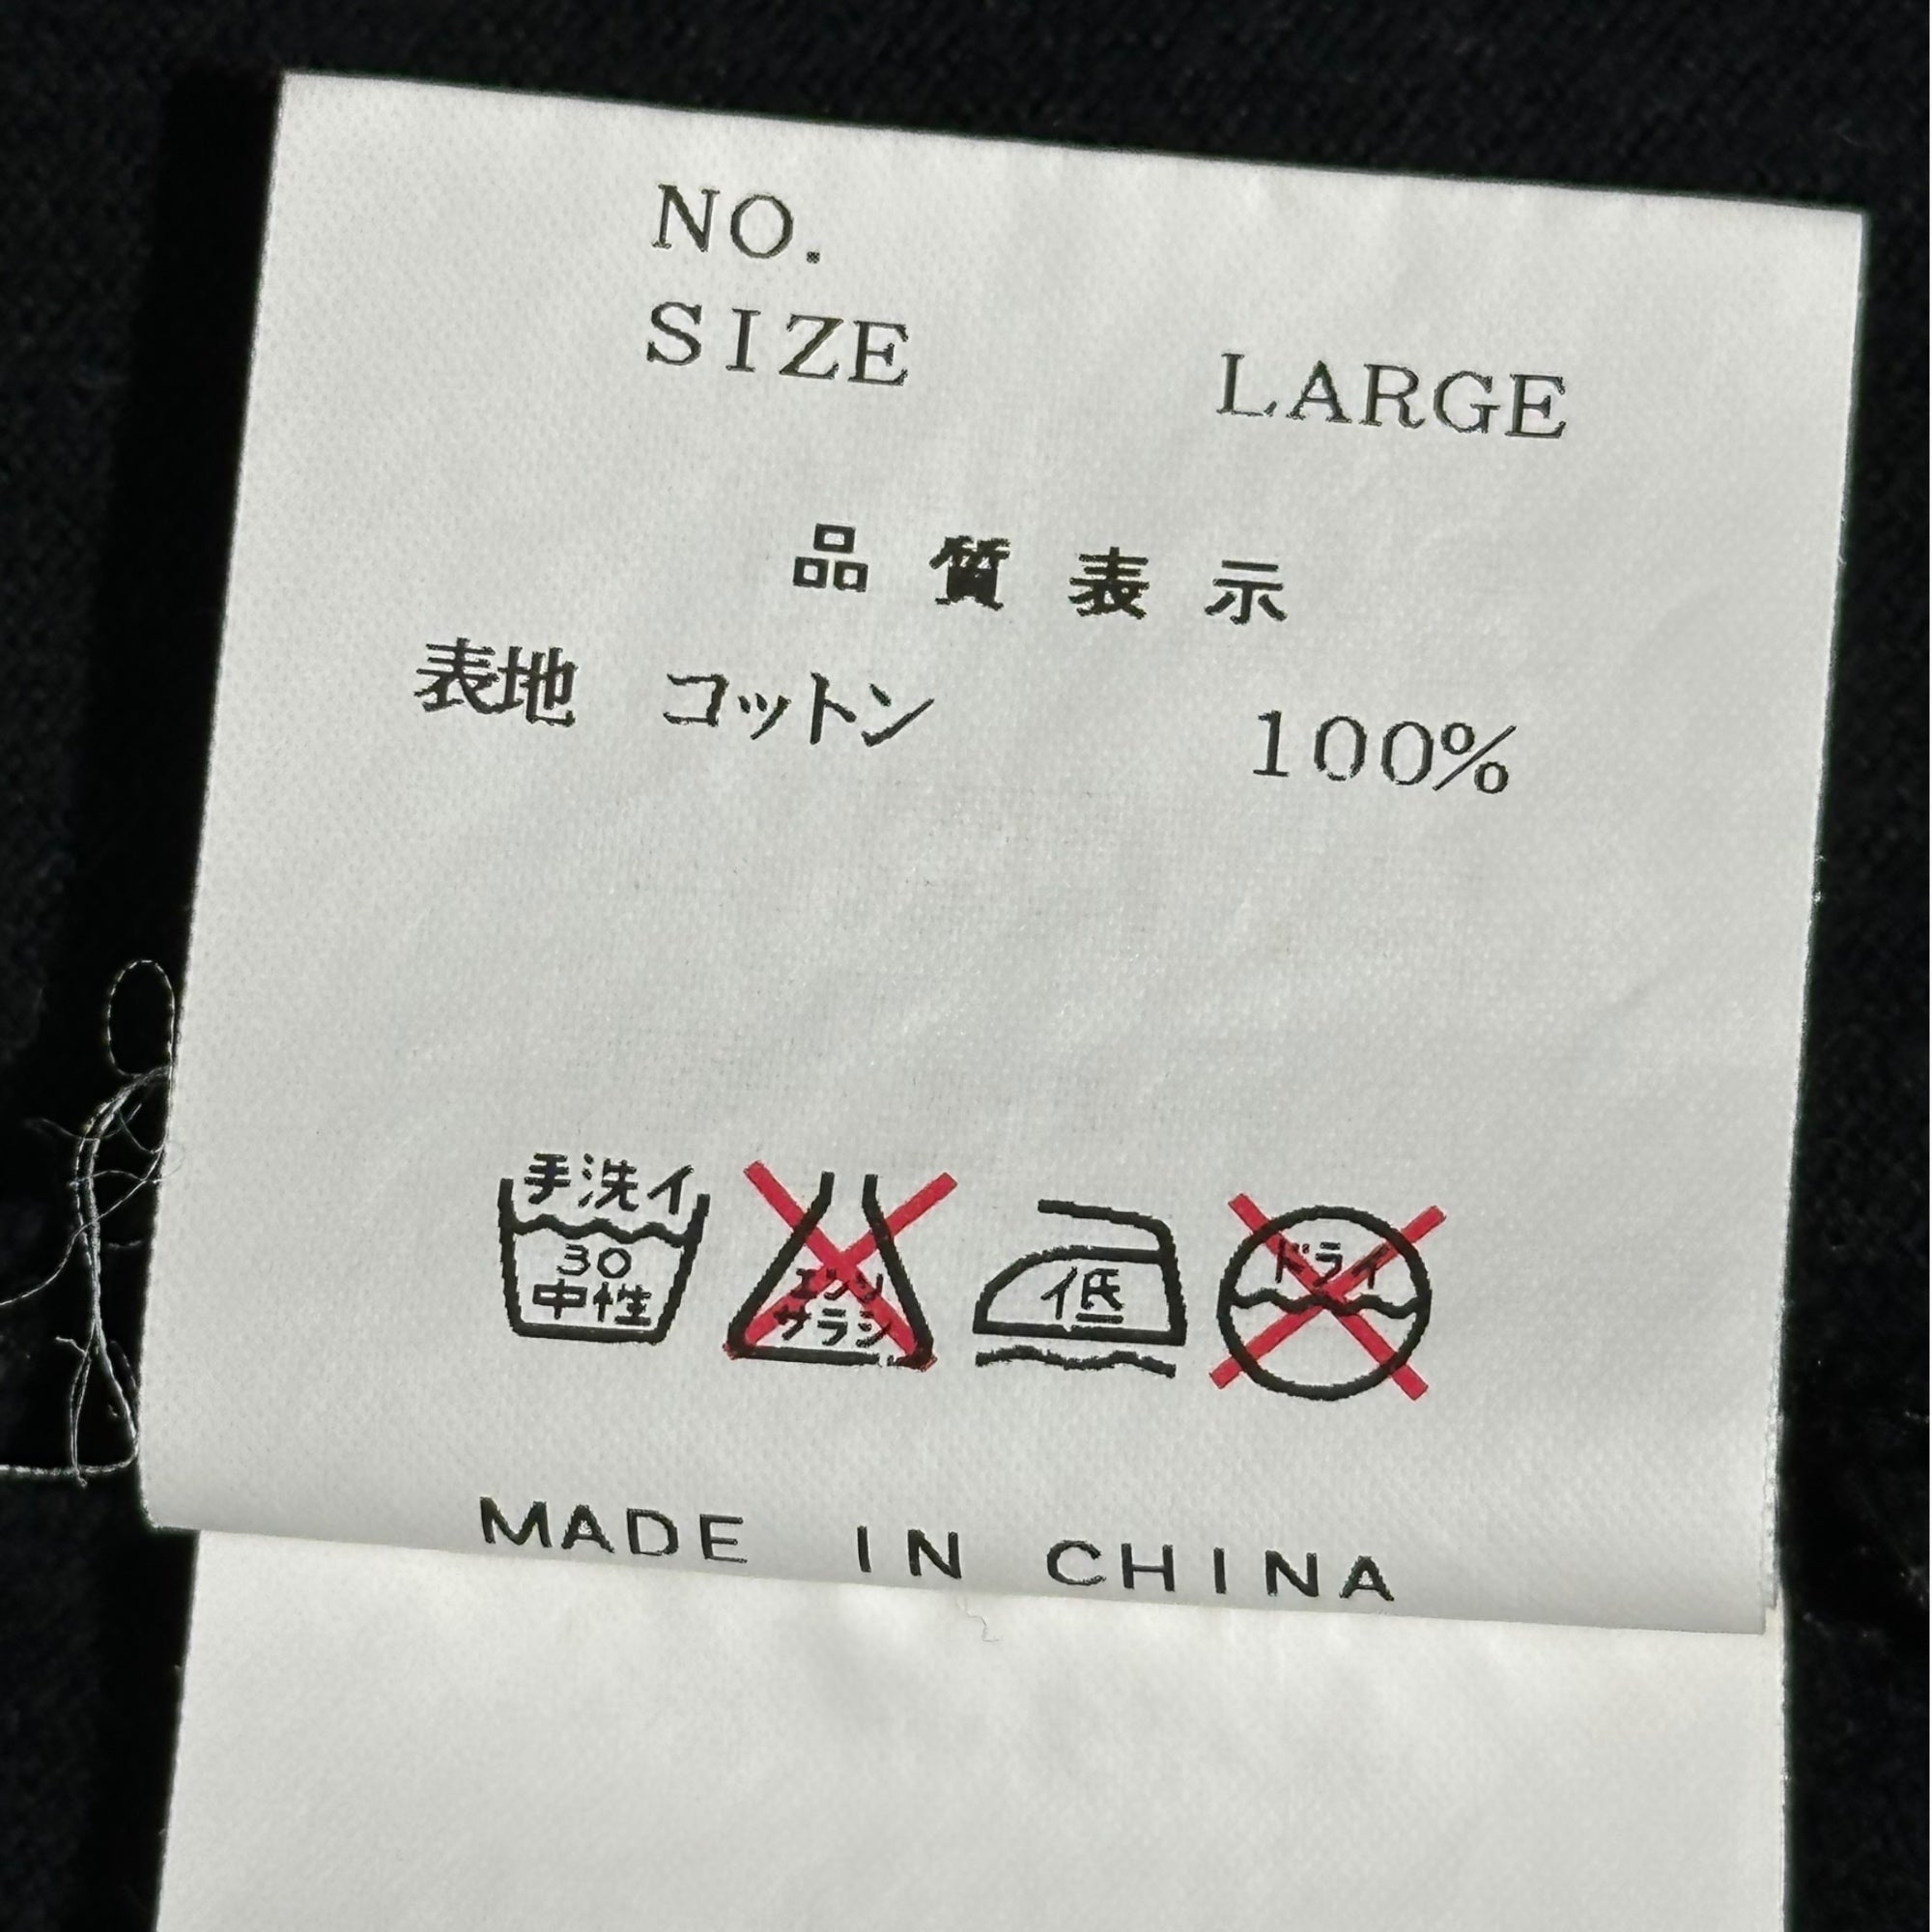 NO.
SIZE LARGE
品質表示
表地 コットン 100%
手洗イ
30
中性
エンソ
サラシ
低
ドライ
MADE IN CHINA